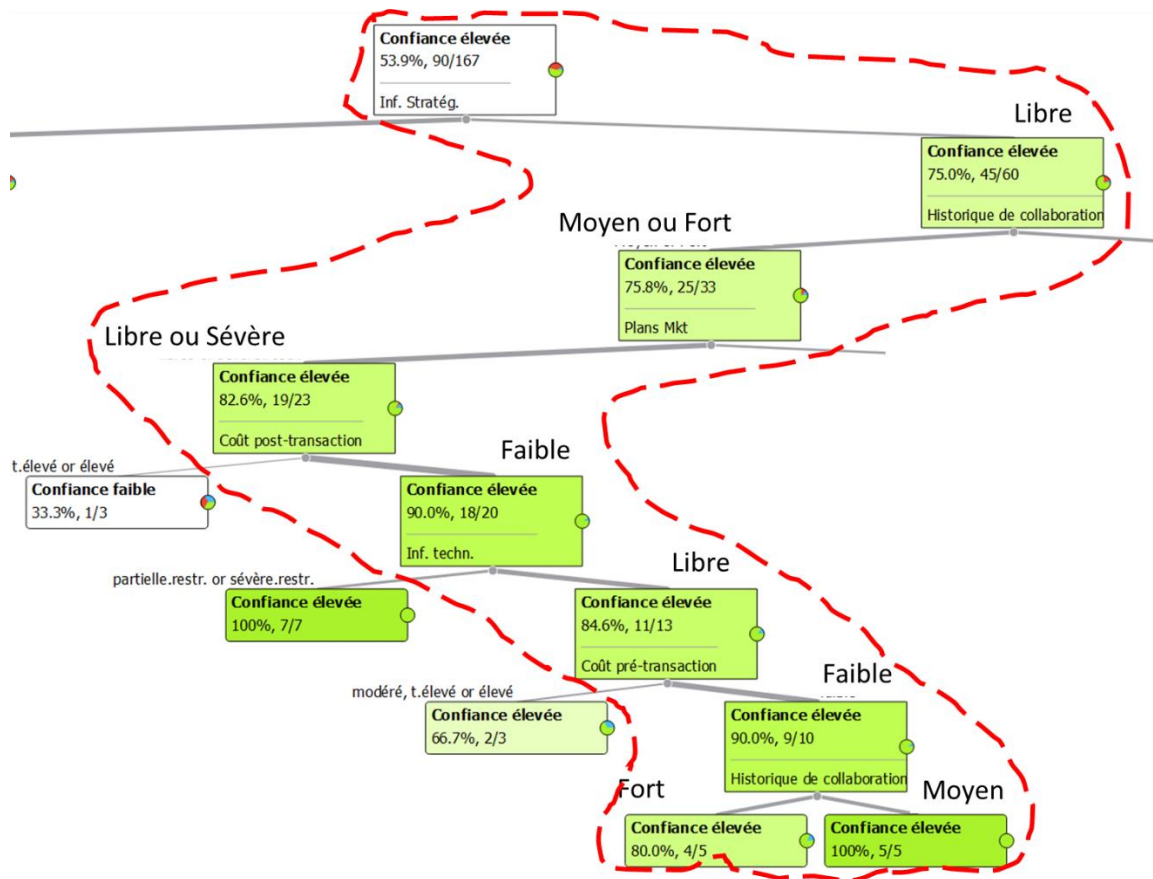 Confiance élevée
53.9%, 90/167
Inf. Stratég.
Libre
Confiance élevée
75.0%, 45/60
Historique de collaboration
Moyen ou Fort
Confiance élevée
75.8%, 25/33
Plans Mkt
Libre ou Sévère
Confiance élevée
82.6%, 19/23
Coût post-transaction
t.élevé or élevé
Confiance faible
33.3%, 1/3
Faible
Confiance élevée
90.0%, 18/20
Inf. techn.
partielle.restr. or sévère.restr.
Confiance élevée
100%, 7/7
Libre
Confiance élevée
84.6%, 11/13
Coût pré-transaction
modéré, t.élevé or élevé
Confiance élevée
66.7%, 2/3
Faible
Confiance élevée
90.0%, 9/10
Historique de collaboration
Fort
Confiance élevée
80.0%, 4/5
Moyen
Confiance élevée
100%, 5/5